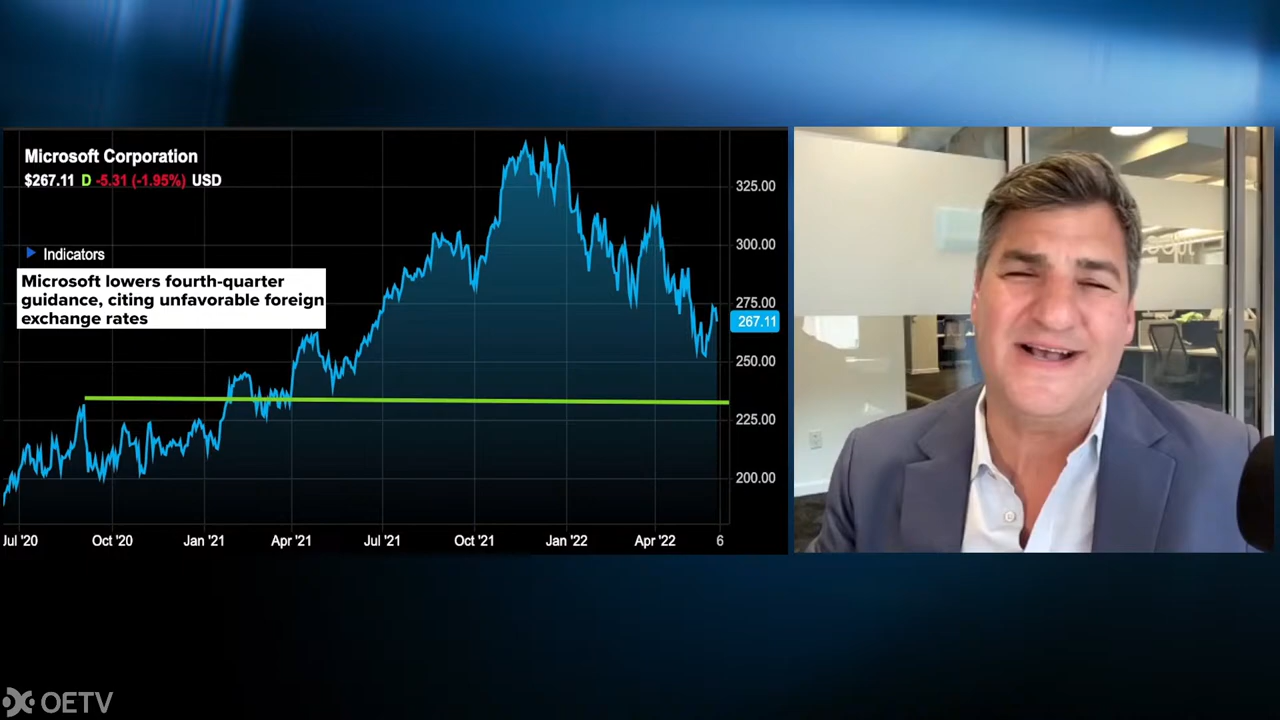 Microsoft Corporation
$267.11 D -5.31 (-1.95%) USD
Indicators
Microsoft lowers fourth-quarter
guidance, citing unfavorable foreign
exchange rates
325.00
300.00
275.00
267.11
250.00
225.00
200.00
Jul '20 Oct '20 Jan '21 Apr '21 Jul '21 Oct '21 Jan '22 Apr '22 6
OETV